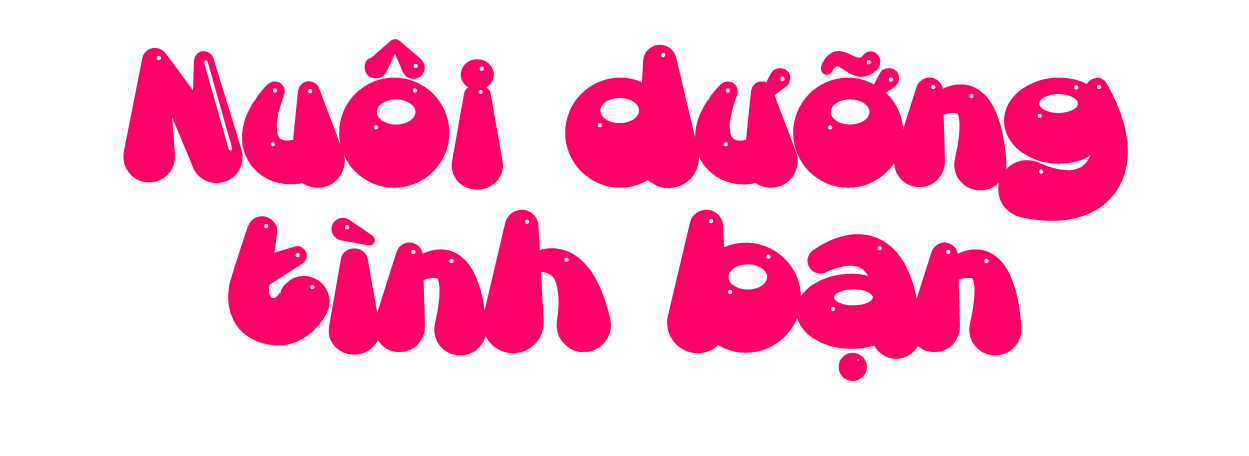 Nuôi dưỡng
tình bạn